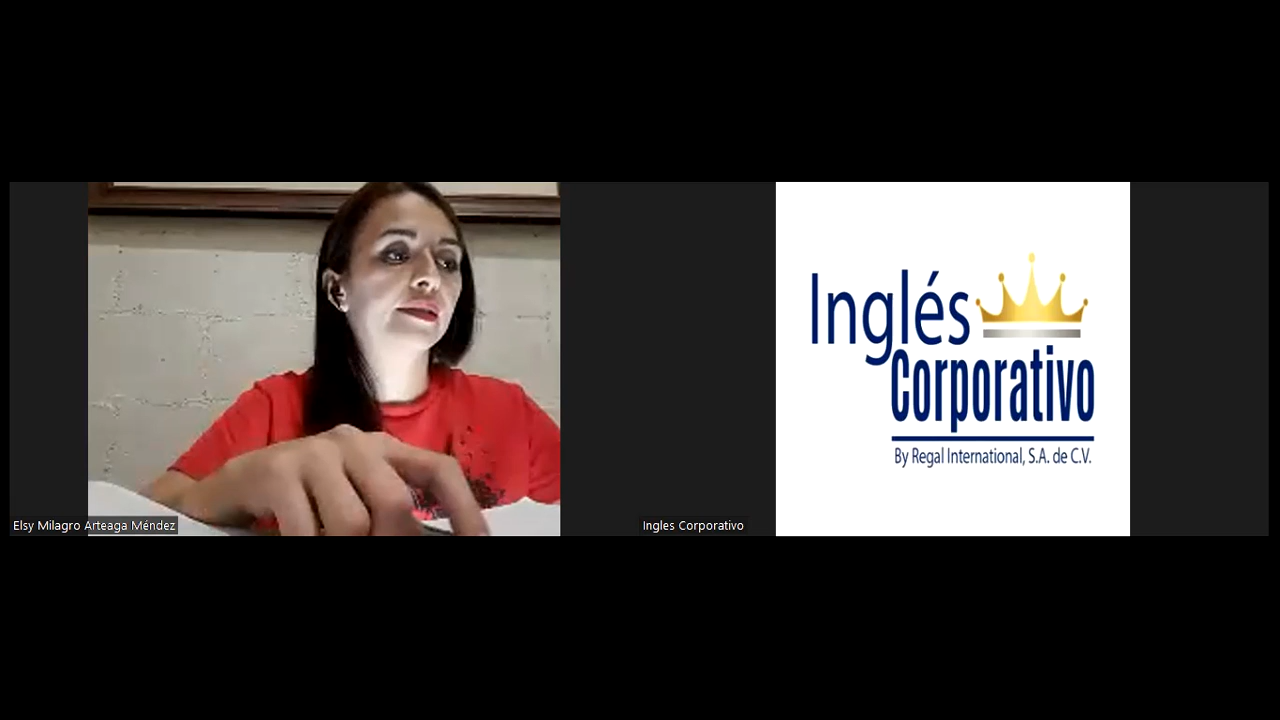 Inglés
Corporativo
By Regal International, S.A. de C.V.
Elsy Milagro Arteaga Méndez
Ingles Corporativo